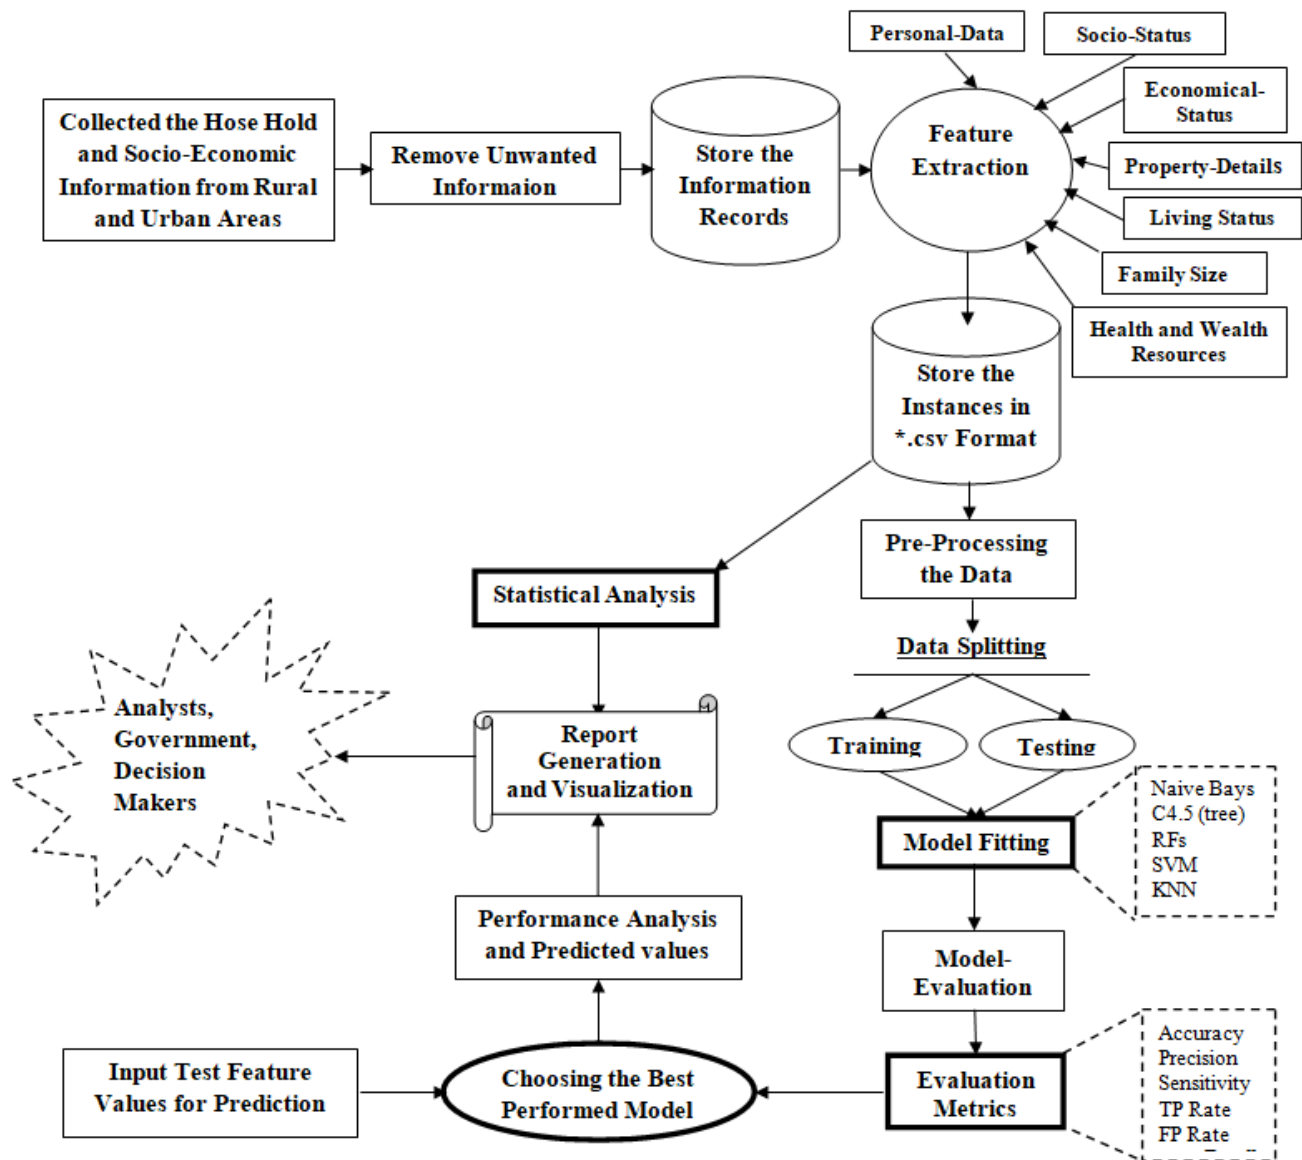 Personal-Data
Socio-Status
Economical-
Status
Property-Details
Living Status
Family Size
Health and Wealth
Resources
Collected the Hose Hold
and Socio-Economic
Information from Rural
and Urban Areas
Remove Unwanted
Informaion
Store the
Information
Records
Feature
Extraction
Store the
Instances in
*.csv Format
Pre-Processing
the Data
Statistical Analysis
Data Splitting
Training
Testing
Analysts,
Government,
Decision
Makers
Report
Generation
and Visualization
Model Fitting
Naive Bays
C4.5 (tree)
RFs
SVM
KNN
Performance Analysis
and Predicted values
Model-
Evaluation
Input Test Feature
Values for Prediction
Choosing the Best
Performed Model
Evaluation
Metrics
Accuracy
Precision
Sensitivity
TP Rate
FP Rate